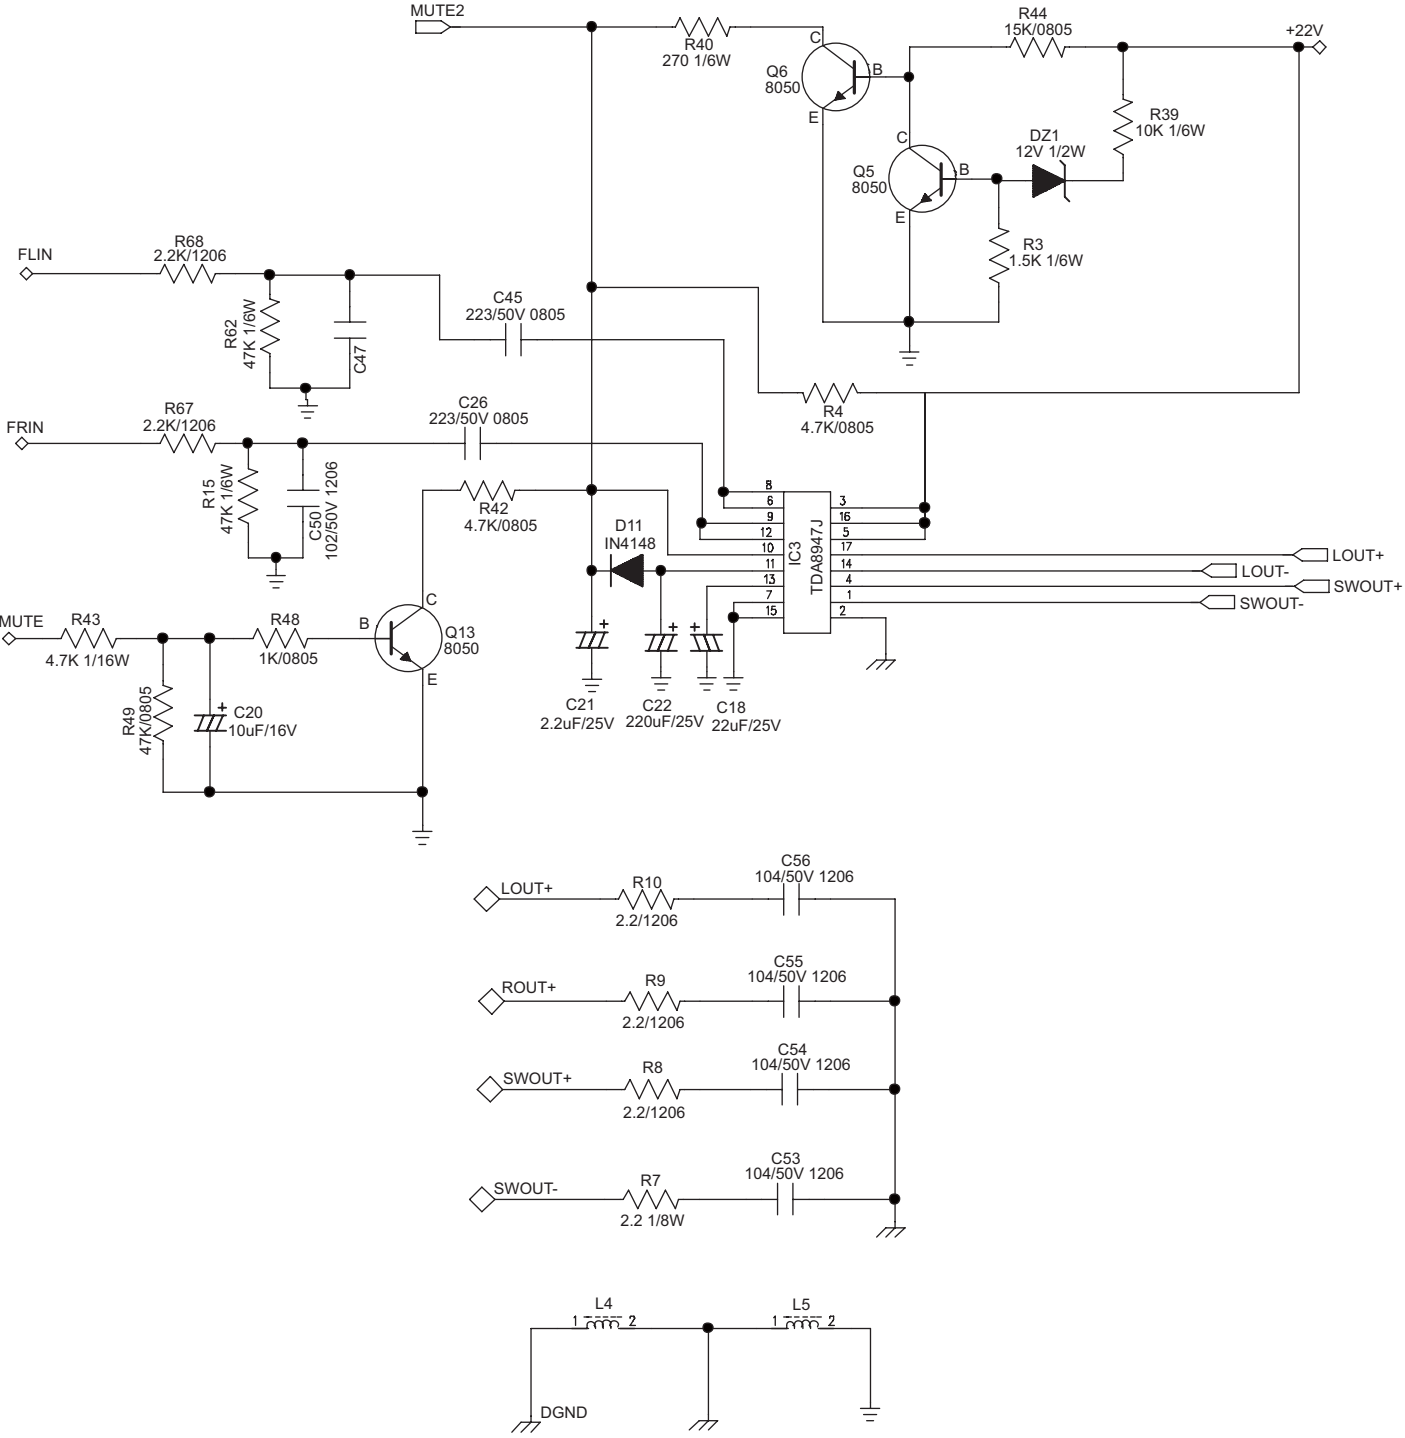 MUTE2
R40
270 1/6W
C
Q6
8050
B
E
R44
15K/0805
+22V
R39
10K 1/6W
DZ1
12V 1/2W
C
Q5
8050
B
E
R3
1.5K 1/6W
FLIN
R68
2.2K/1206
R62
47K 1/6W
C47
C45
223/50V 0805
FRIN
R67
2.2K/1206
R15
47K 1/6W
C50
102/50V 1206
C26
223/50V 0805
R4
4.7K/0805
R42
4.7K/0805
D11
IN4148
8
6
9
12
10
11
13
7
15
IC3
TDA8947J
3
16
5
17
14
4
1
2
LOUT+
LOUT-
SWOUT+
SWOUT-
MUTE
R43
4.7K 1/16W
R48
1K/0805
B
C
Q13
8050
E
R49
47K/0805
+
C20
10uF/16V
+
C21
2.2uF/25V
+
C22
220uF/25V
+
C18
22uF/25V
LOUT+
R10
2.2/1206
C56
104/50V 1206
ROUT+
R9
2.2/1206
C55
104/50V 1206
SWOUT+
R8
2.2/1206
C54
104/50V 1206
SWOUT-
R7
2.2 1/8W
C53
104/50V 1206
L4
1 2
L5
1 2
DGND